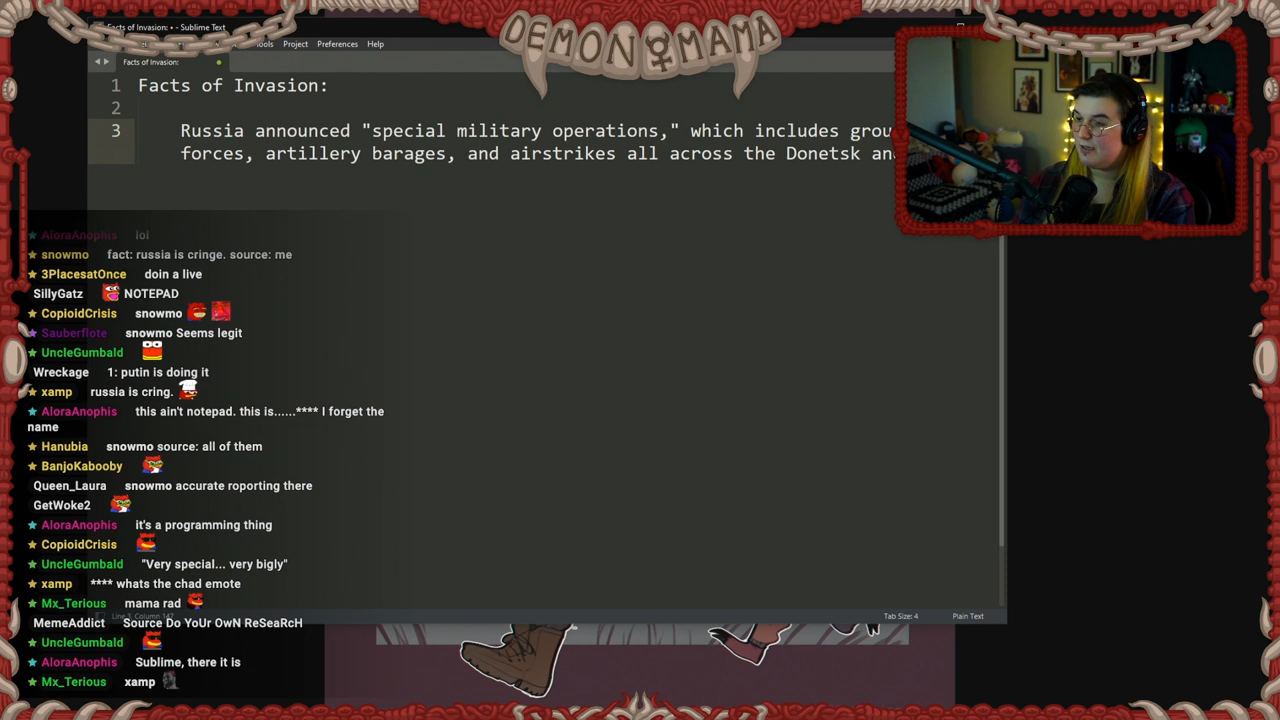 DEMON MAMA
Facts of Invasion: • - Sublime Text
Project Preferences Help
Facts of Invasion:
1 Facts of Invasion:
2
3 Russia announced "special military operations," which includes
forces, artillery barages, and airstrikes all across the Donetsk
AloraAnophis lol
snowmo fact: russia is cringe. source: me
3PlacesatOnce doin a live
SillyGatz NOTEPAD
CopioidCrisis snowmo
Sauberflote snowmo Seems legit
UncleGumbald
Wreckage 1: putin is doing it
xamp russia is cring.
AloraAnophis this ain't notepad. this is......**** I forget the
name
Hanubia snowmo source: all of them
BanjoKabooby
Queen_Laura snowmo accurate roporting there
GetWoke2
AloraAnophis it's a programming thing
CopioidCrisis
UncleGumbald "Very special... very bigly"
xamp **** whats the chad emote
Mx_Terious mama rad
MemeAddict Source Do YoUr OwN ReSeaRcH
UncleGumbald
AloraAnophis Sublime, there it is
Mx_Terious xamp
Tab Size: 4 Plain Text